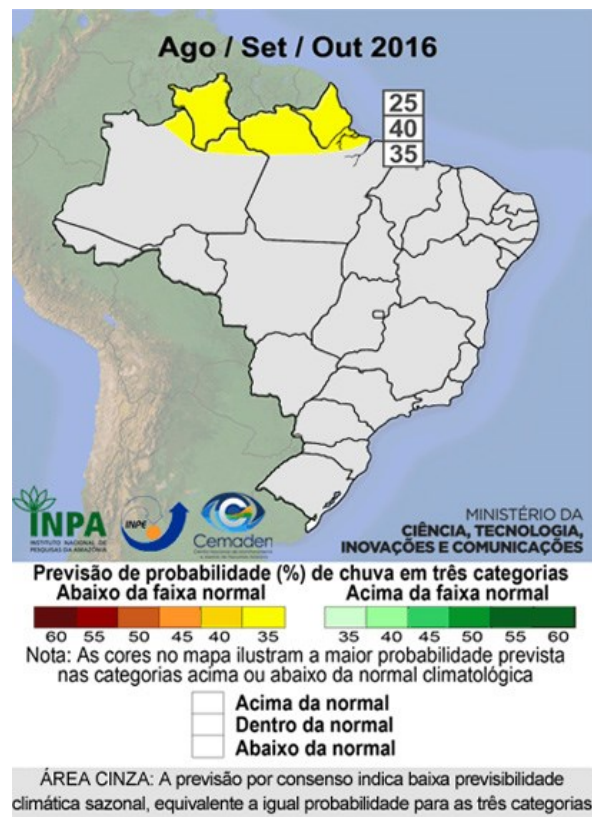 Ago / Set / Out 2016
25
40
35
INPA
INSTITUTO NACIONAL DE
PESQUISAS DA AMAZÔNIA
INPE
Cemaden
MINISTÉRIO DA
CIÊNCIA, TECNOLOGIA,
INOVAÇÕES E COMUNICAÇÕES
Previsão de probabilidade (%) de chuva em três categorias
Abaixo da faixa normal Acima da faixa normal
60 55 50 45 40 35 35 40 45 50 55 60
Nota: As cores no mapa ilustram a maior probabilidade prevista
nas categorias acima ou abaixo da normal climatológica
Acima da normal
Dentro da normal
Abaixo da normal
ÁREA CINZA: A previsão por consenso indica baixa previsibilidade
climática sazonal, equivalente a igual probabilidade para as três categorias